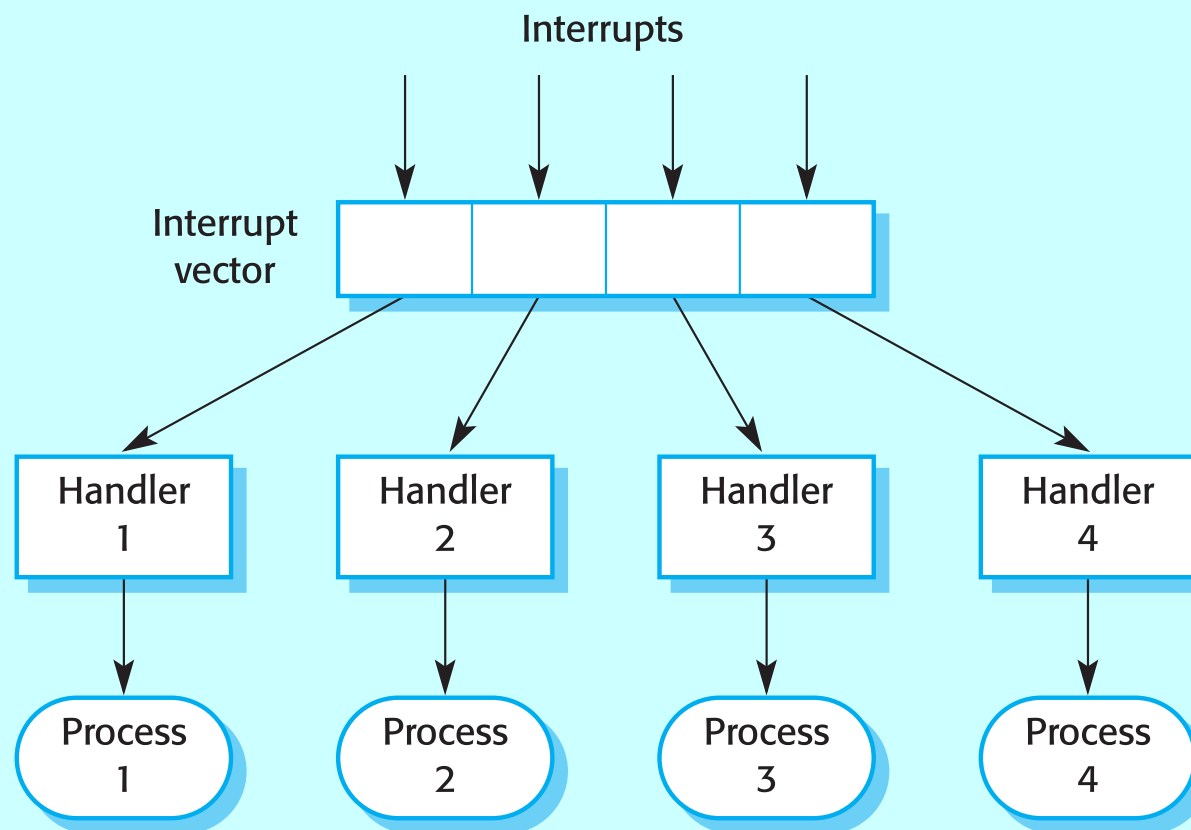 Interrupts
Interrupt
vector
Handler
1
Handler
2
Handler
3
Handler
4
Process
1
Process
2
Process
3
Process
4